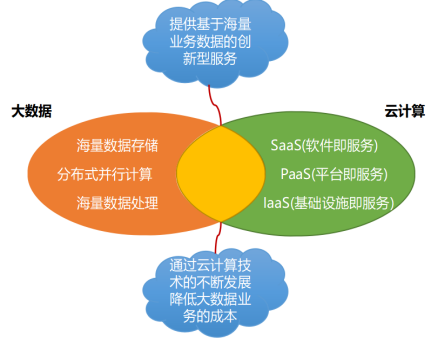 提供基于海量
业务数据的创
新型服务
大数据
云计算
海量数据存储
分布式并行计算
海量数据处理
SaaS(软件即服务)
PaaS(平台即服务)
IaaS(基础设施即服务)
通过云计算技
术的不断发展
降低大数据业
务的成本